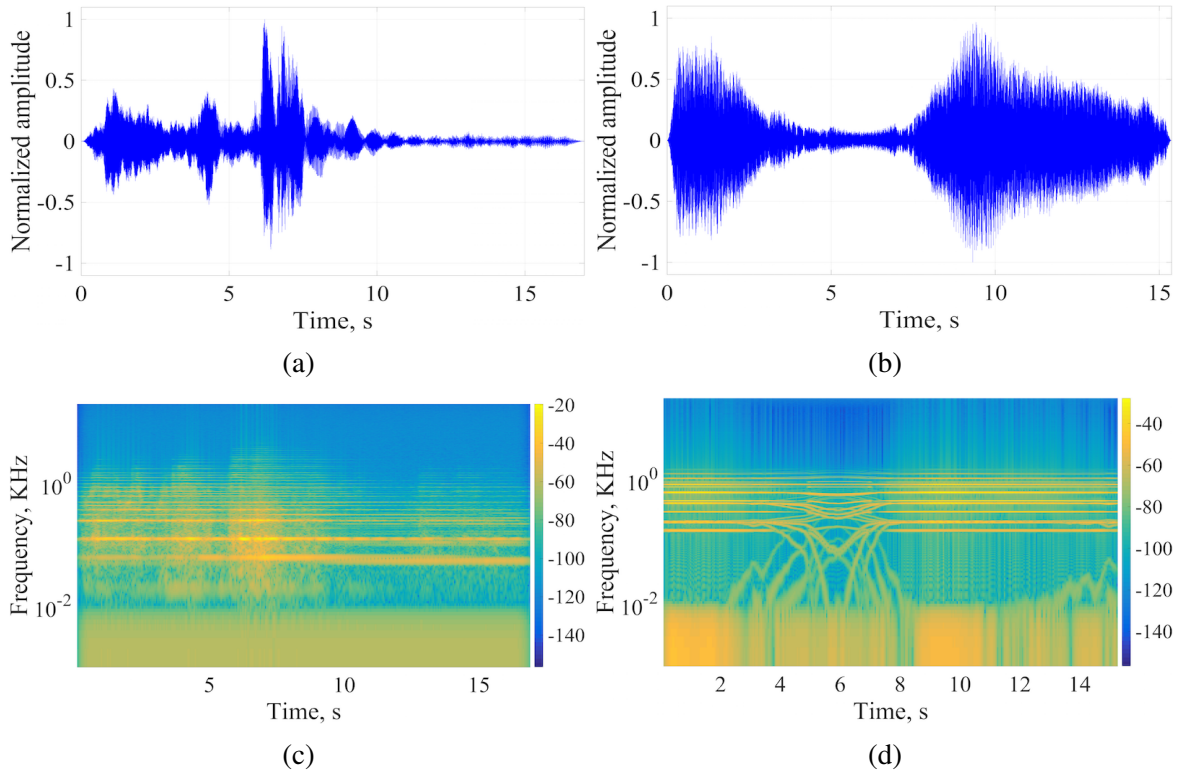 Normalized amplitude
1
0.5
0
-0.5
-1
0 5 10 15
Time, s
(a)
Normalized amplitude
1
0.5
0
-0.5
-1
0 5 10 15
Time, s
(b)
Frequency, KHz
10^0
10^-2
5 10 15
Time, s
-20
-40
-60
-80
-100
-120
-140
(c)
Frequency, KHz
10^0
10^-2
2 4 6 8 10 12 14
Time, s
-40
-60
-80
-100
-120
-140
(d)